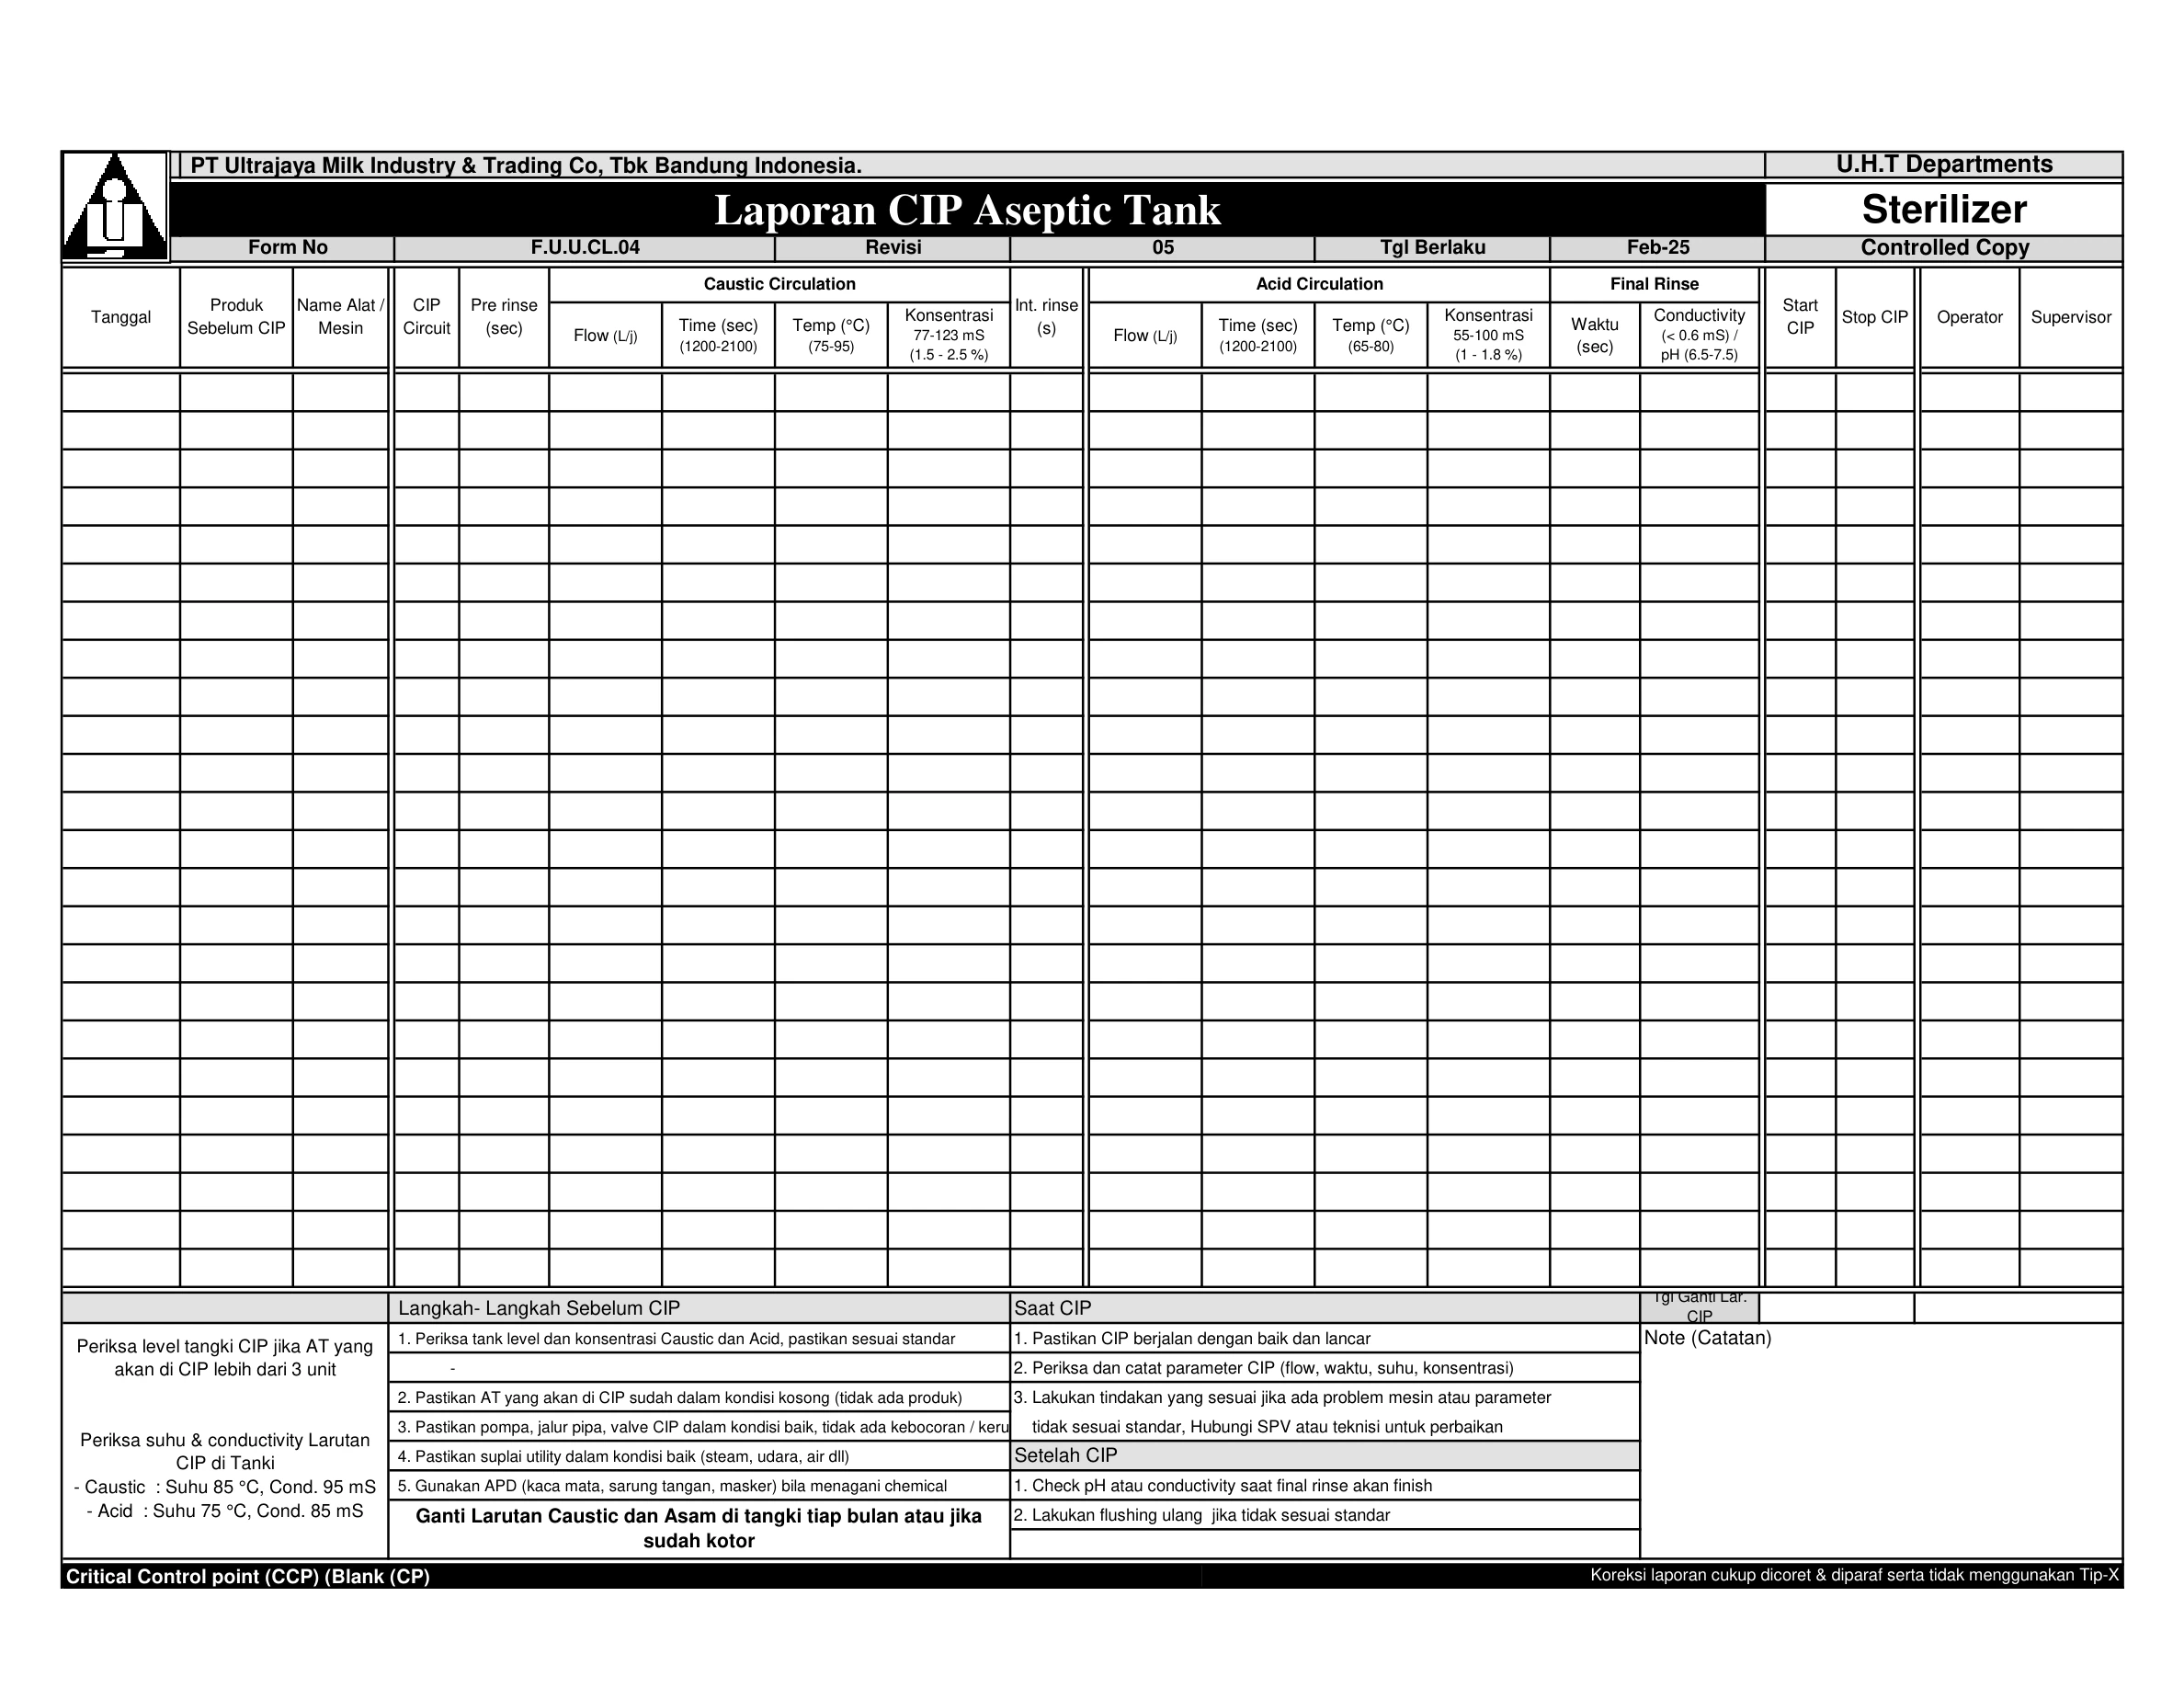 PT Ultrajaya Milk Industry & Trading Co, Tbk Bandung Indonesia.
U.H.T Departments
Laporan CIP Aseptic Tank
Sterilizer
Form No
F.U.U.CL.04
Revisi
05
Tgl Berlaku
Feb-25
Controlled Copy
Tanggal
Produk
Sebelum CIP
Name Alat /
Mesin
CIP
Circuit
Pre rinse
(sec)
Caustic Circulation
Flow (L/j)
Time (sec)
(1200-2100)
Temp (°C)
(75-95)
Konsentrasi
77-123 mS
(1.5 - 2.5 %)
Int. rinse
(s)
Acid Circulation
Flow (L/j)
Time (sec)
(1200-2100)
Temp (°C)
(65-80)
Konsentrasi
55-100 mS
(1 - 1.8 %)
Final Rinse
Waktu
(sec)
Conductivity
(< 0.6 mS) /
pH (6.5-7.5)
Start
CIP
Stop CIP
Operator
Supervisor
Periksa level tangki CIP jika AT yang
akan di CIP lebih dari 3 unit
Periksa suhu & conductivity Larutan
CIP di Tanki
- Caustic : Suhu 85 °C, Cond. 95 mS
- Acid : Suhu 75 °C, Cond. 85 mS
Langkah- Langkah Sebelum CIP
1. Periksa tank level dan konsentrasi Caustic dan Acid, pastikan sesuai standar
-
2. Pastikan AT yang akan di CIP sudah dalam kondisi kosong (tidak ada produk)
3. Pastikan pompa, jalur pipa, valve CIP dalam kondisi baik, tidak ada kebocoran / keru
4. Pastikan suplai utility dalam kondisi baik (steam, udara, air dll)
5. Gunakan APD (kaca mata, sarung tangan, masker) bila menagani chemical
Ganti Larutan Caustic dan Asam di tangki tiap bulan atau jika
sudah kotor
Saat CIP
1. Pastikan CIP berjalan dengan baik dan lancar
2. Periksa dan catat parameter CIP (flow, waktu, suhu, konsentrasi)
3. Lakukan tindakan yang sesuai jika ada problem mesin atau parameter
tidak sesuai standar, Hubungi SPV atau teknisi untuk perbaikan
Setelah CIP
1. Check pH atau conductivity saat final rinse akan finish
2. Lakukan flushing ulang jika tidak sesuai standar
Tgl Ganti Lar.
CIP
Note (Catatan)
Critical Control point (CCP) (Blank (CP)
Koreksi laporan cukup dicoret & diparaf serta tidak menggunakan Tip-X